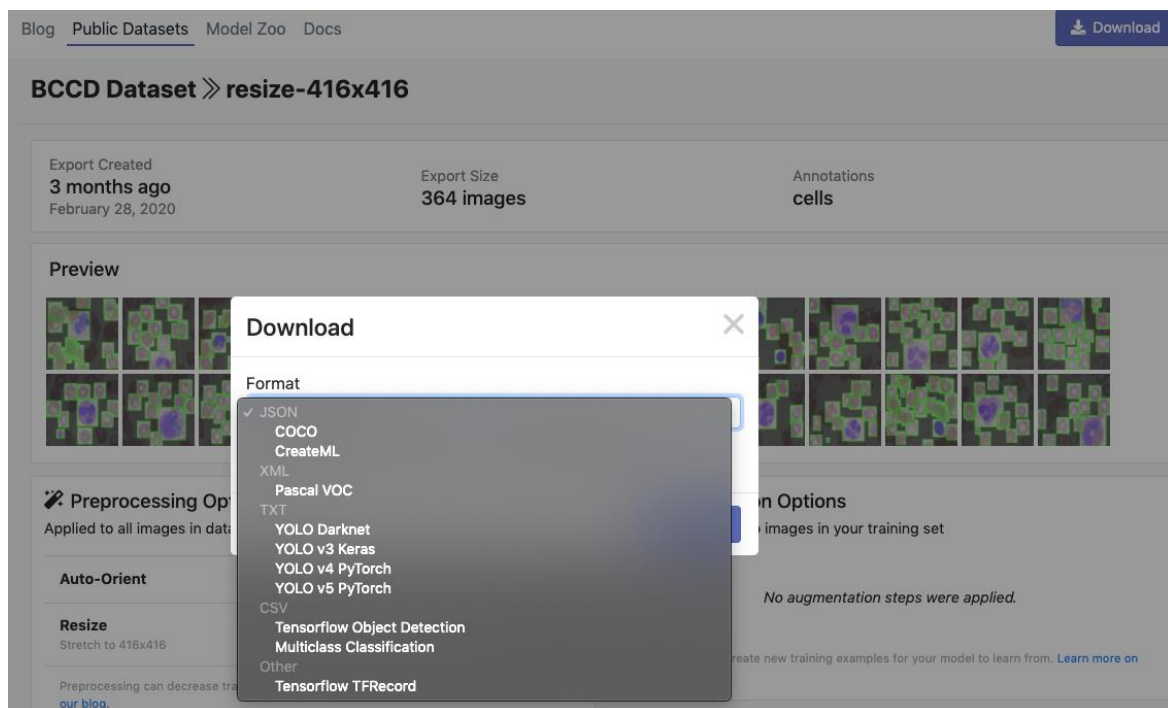 Blog Public Datasets Model Zoo Docs Download
BCCD Dataset resize-416x416
Export Created
3 months ago
February 28, 2020
Export Size
364 images
Annotations
cells
Preview
Download
Format
JSON
COCO
CreateML
XML
Pascal VOC
TXT
YOLO Darknet
YOLO v3 Keras
YOLO v4 PyTorch
YOLO v5 PyTorch
CSV
Tensorflow Object Detection
Multiclass Classification
Other
Tensorflow TFRecord
Preprocessing
Applied to all images in
Auto-Orient
Resize
Stretch to 416x416
Preprocessing can decrease
our blog.
Options
images in your training set
No augmentation steps were applied.
new training examples for your model to learn from. Learn more on